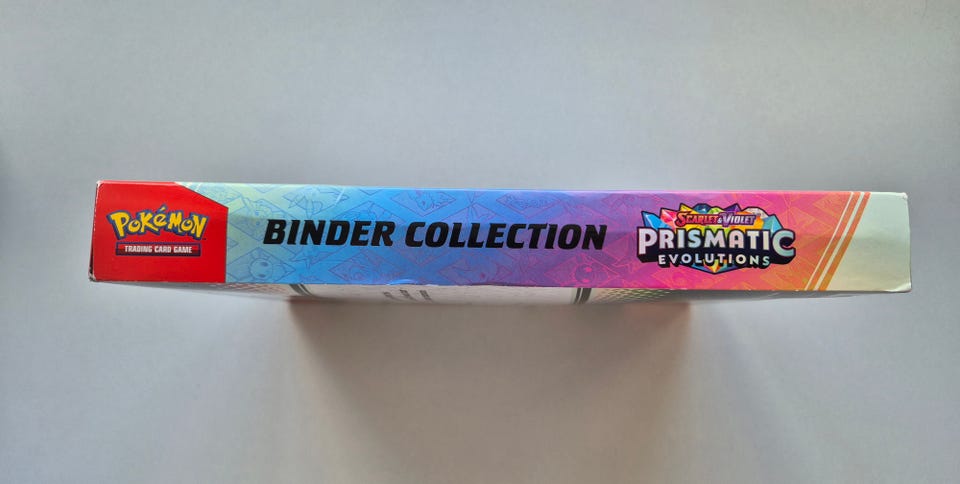 Pokémon
TRADING CARD GAME
BINDER COLLECTION
SCARLET & VIOLET
PRISMATIC
EVOLUTIONS